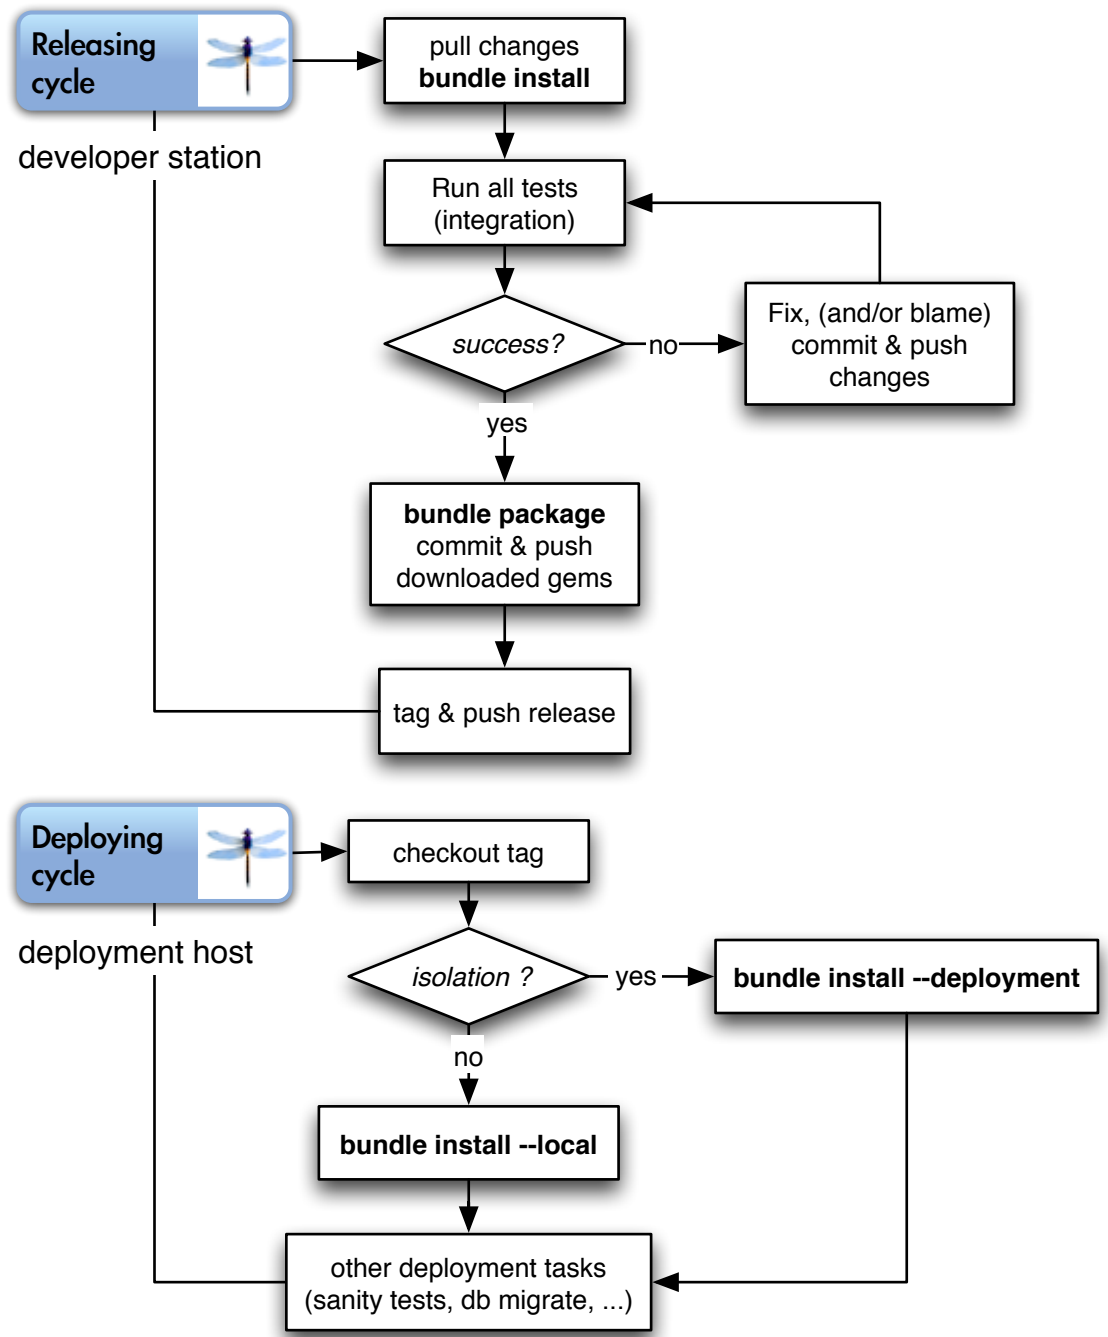 Releasing
cycle
pull changes
bundle install
developer station
Run all tests
(integration)
success?
no
Fix, (and/or blame)
commit & push
changes
yes
bundle package
commit & push
downloaded gems
tag & push release
Deploying
cycle
checkout tag
deployment host
isolation ?
yes
bundle install --deployment
no
bundle install --local
other deployment tasks
(sanity tests, db migrate, ...)